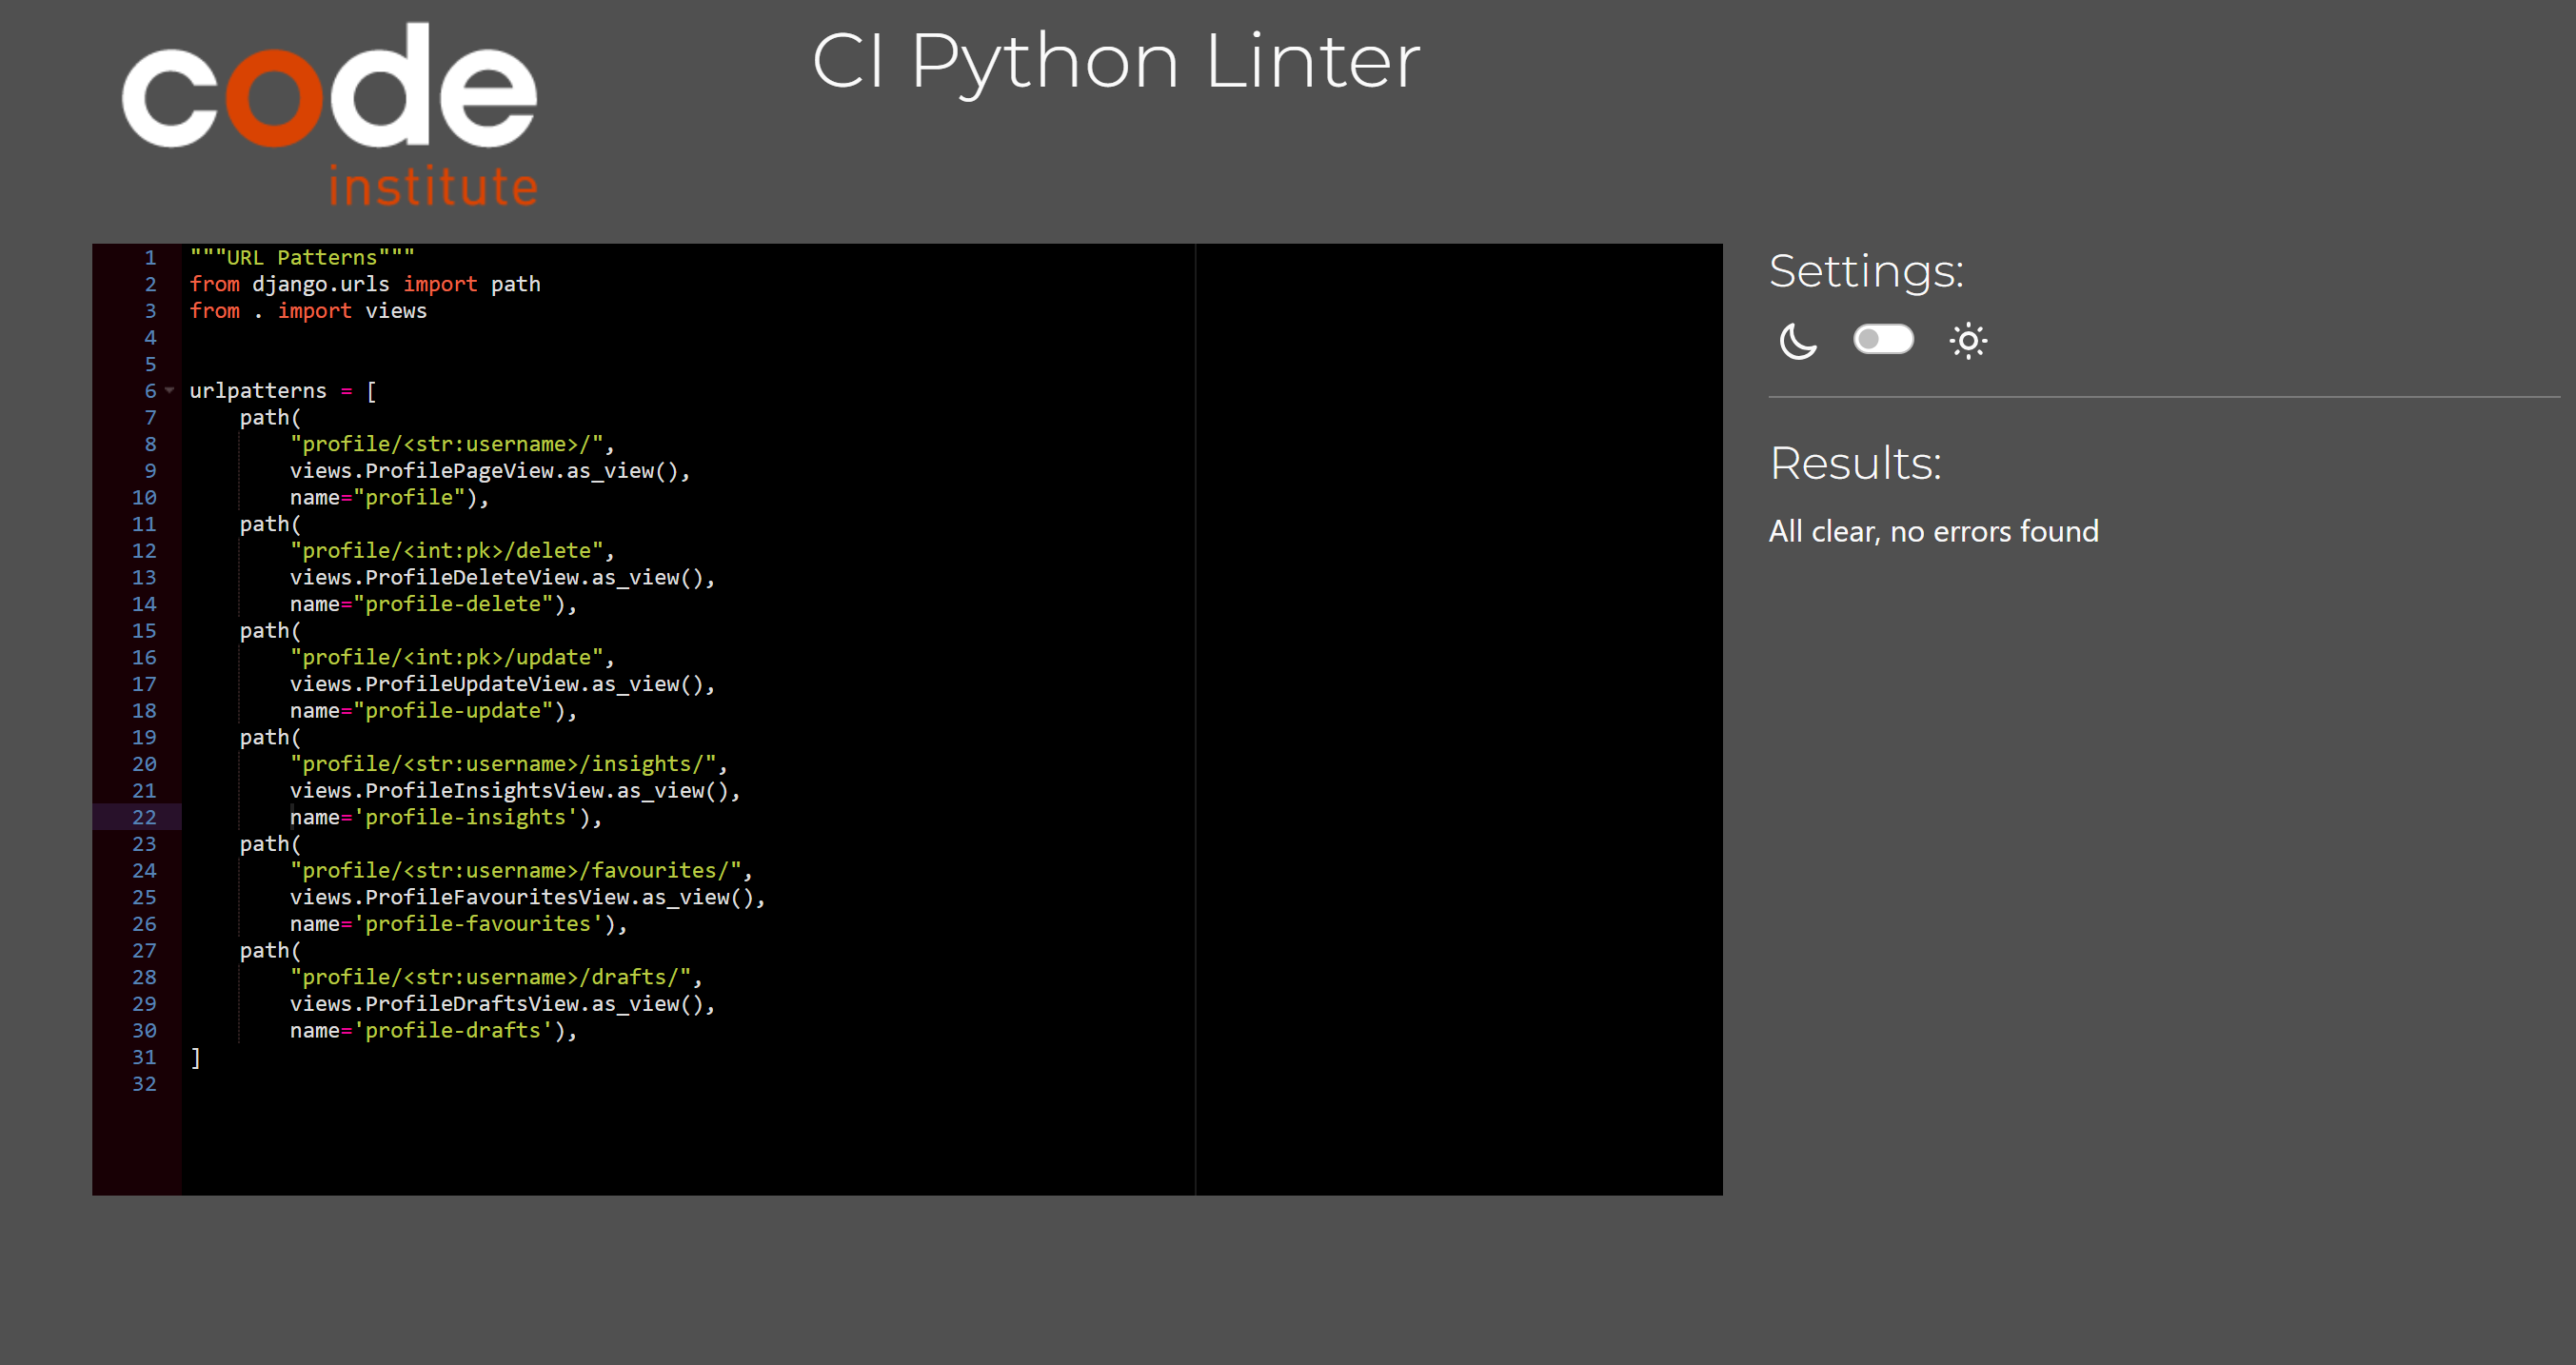 code
institute
CI Python Linter
1 """URL Patterns"""
2 from django.urls import path
3 from . import views
4
5
6 urlpatterns = [
7     path(
8         "profile/<str:username>/",
9         views.ProfilePageView.as_view(),
10         name="profile"),
11     path(
12         "profile/<int:pk>/delete",
13         views.ProfileDeleteView.as_view(),
14         name="profile-delete"),
15     path(
16         "profile/<int:pk>/update",
17         views.ProfileUpdateView.as_view(),
18         name="profile-update"),
19     path(
20         "profile/<str:username>/insights/",
21         views.ProfileInsightsView.as_view(),
22         name='profile-insights'),
23     path(
24         "profile/<str:username>/favourites/",
25         views.ProfileFavouritesView.as_view(),
26         name='profile-favourites'),
27     path(
28         "profile/<str:username>/drafts/",
29         views.ProfileDraftsView.as_view(),
30         name='profile-drafts'),
31 ]
32
Settings:
Results:
All clear, no errors found